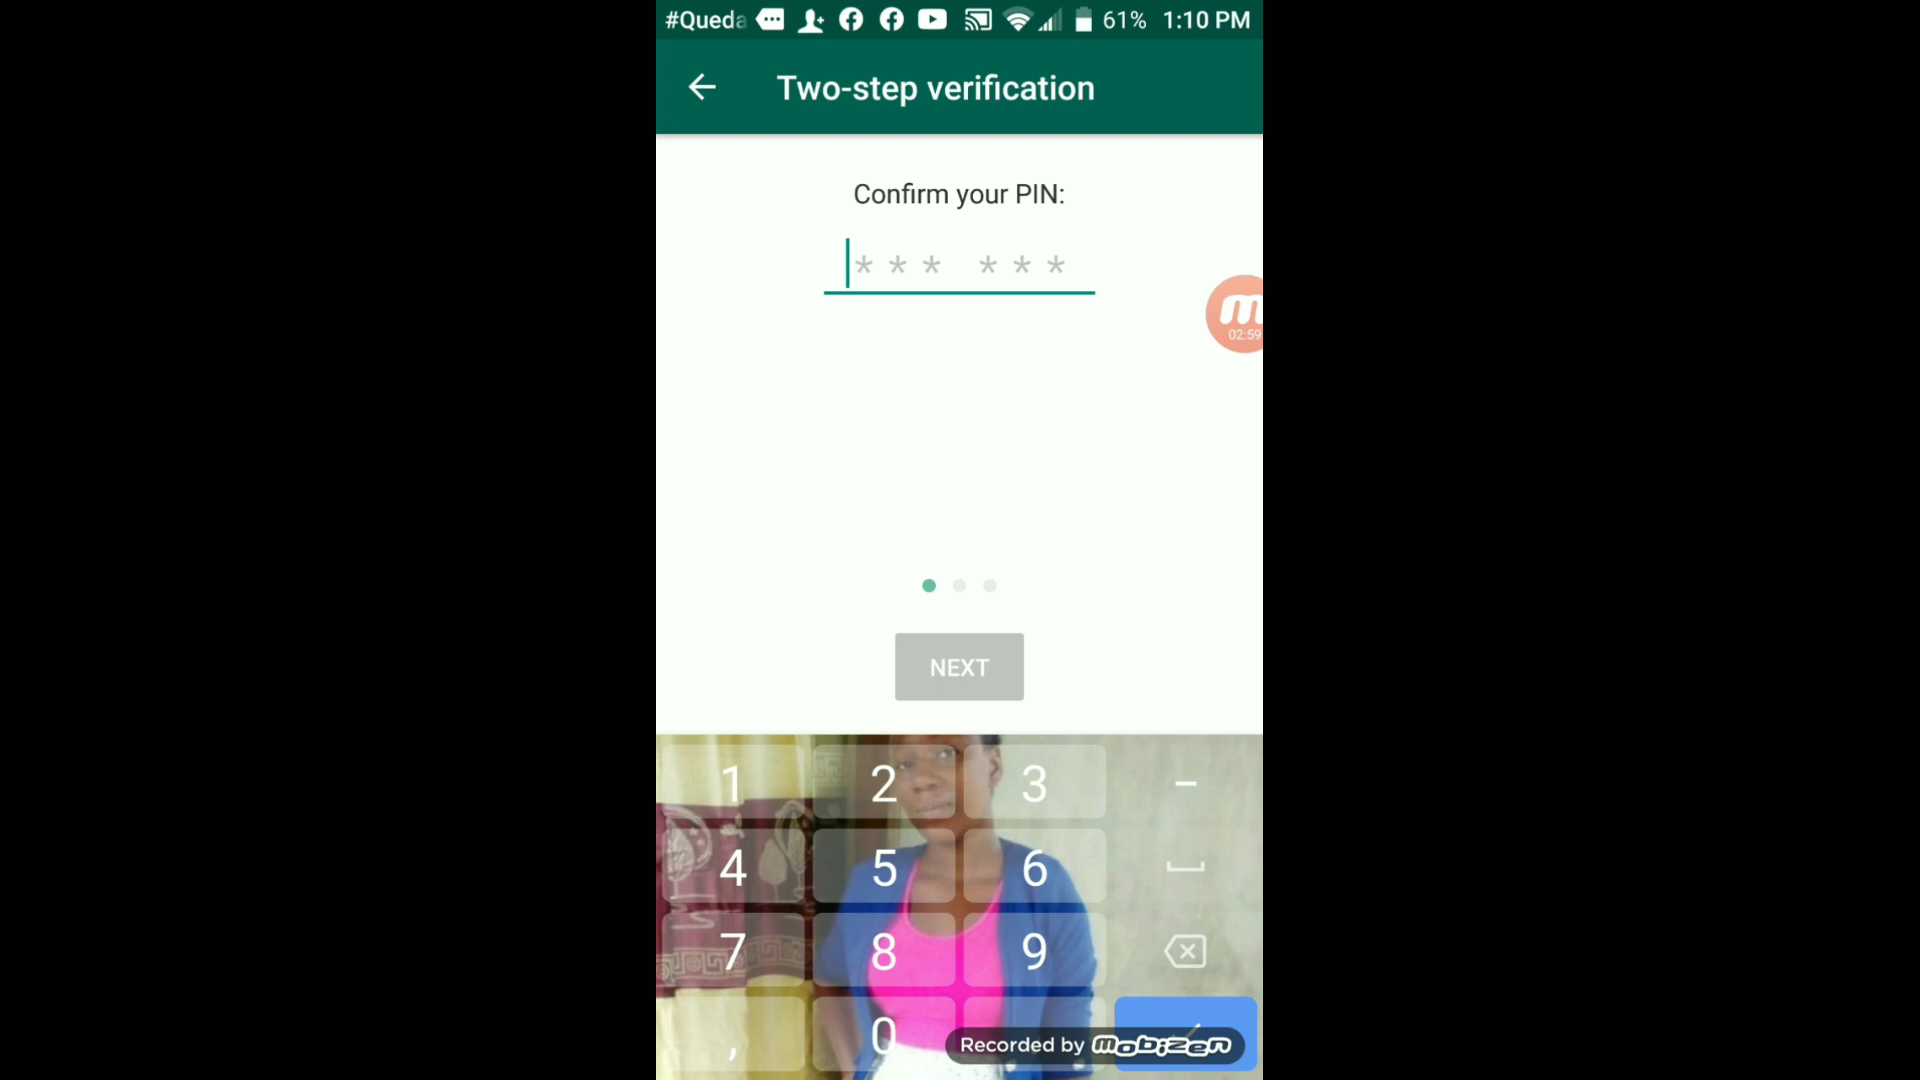 #Queda 61% 1:10 PM
Two-step verification
Confirm your PIN:
* * * * * *
m
02:59
NEXT
1 2 3 -
4 5 6
7 8 9
, 0
Recorded by mobizen